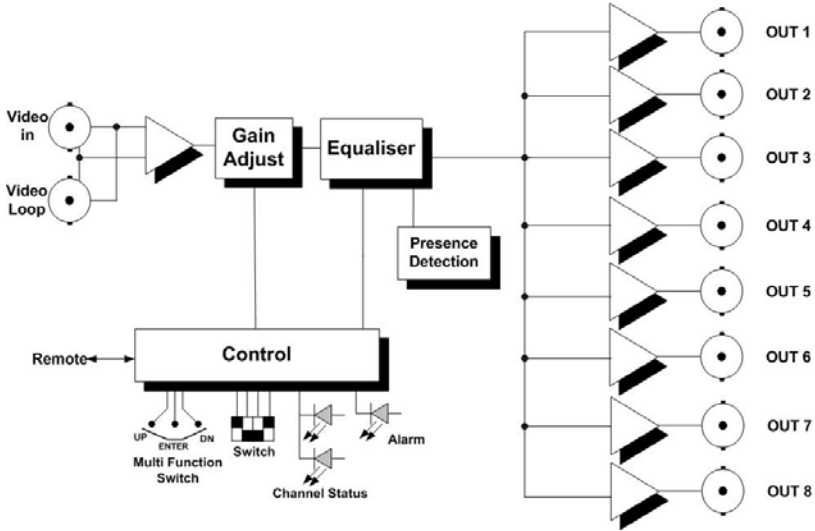 Video
in
Video
Loop
Gain
Adjust
Equaliser
Presence
Detection
Control
Remote
UP
ENTER
DN
Multi Function
Switch
Switch
Channel Status
Alarm
OUT 1
OUT 2
OUT 3
OUT 4
OUT 5
OUT 6
OUT 7
OUT 8